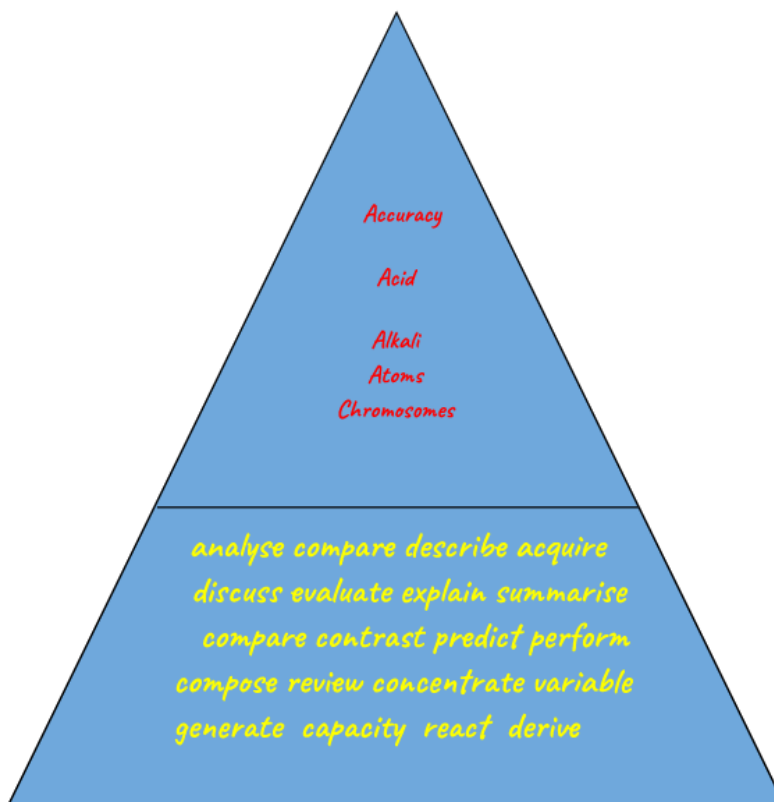 Accuracy
Acid
Alkali
Atoms
Chromosomes
analyse compare describe acquire
discuss evaluate explain summarise
compare contrast predict perform
compose review concentrate variable
generate capacity react derive